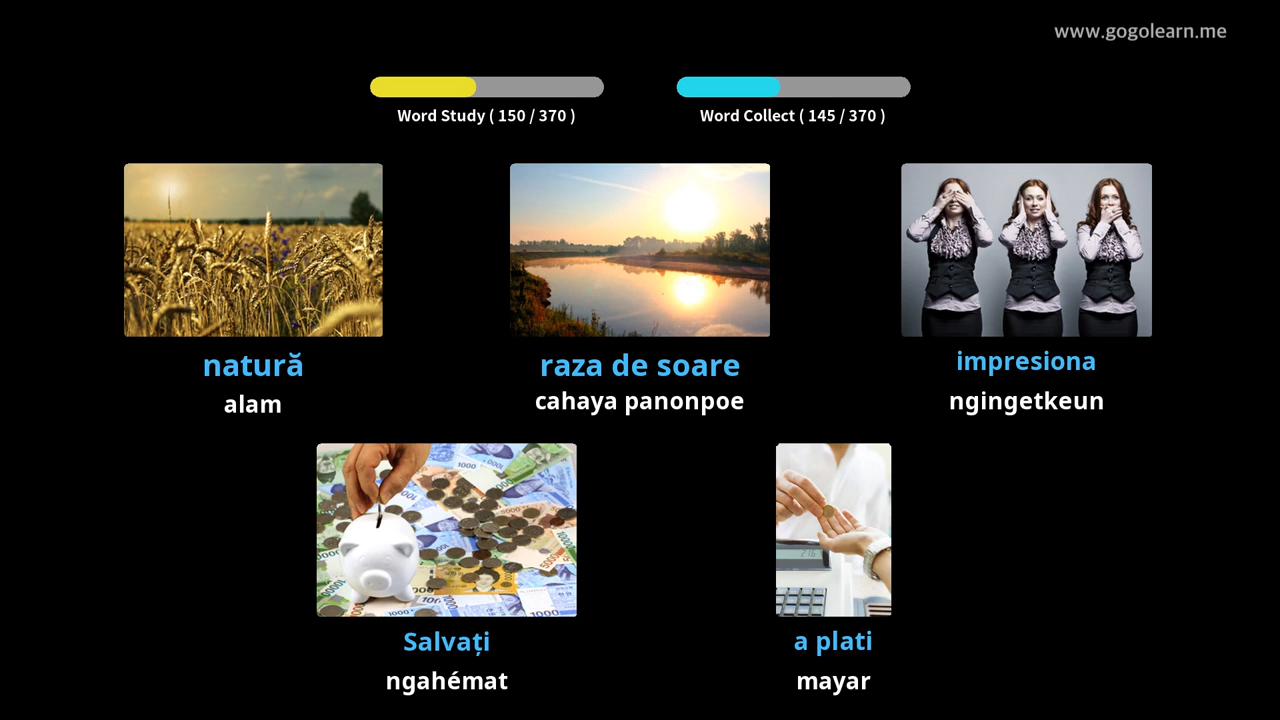 www.gogolearn.me
Word Study ( 150 / 370 )
Word Collect ( 145 / 370 )
natură
alam
raza de soare
cahaya panonpoe
impresiona
ngingetkeun
Salvați
ngahémat
a plati
mayar